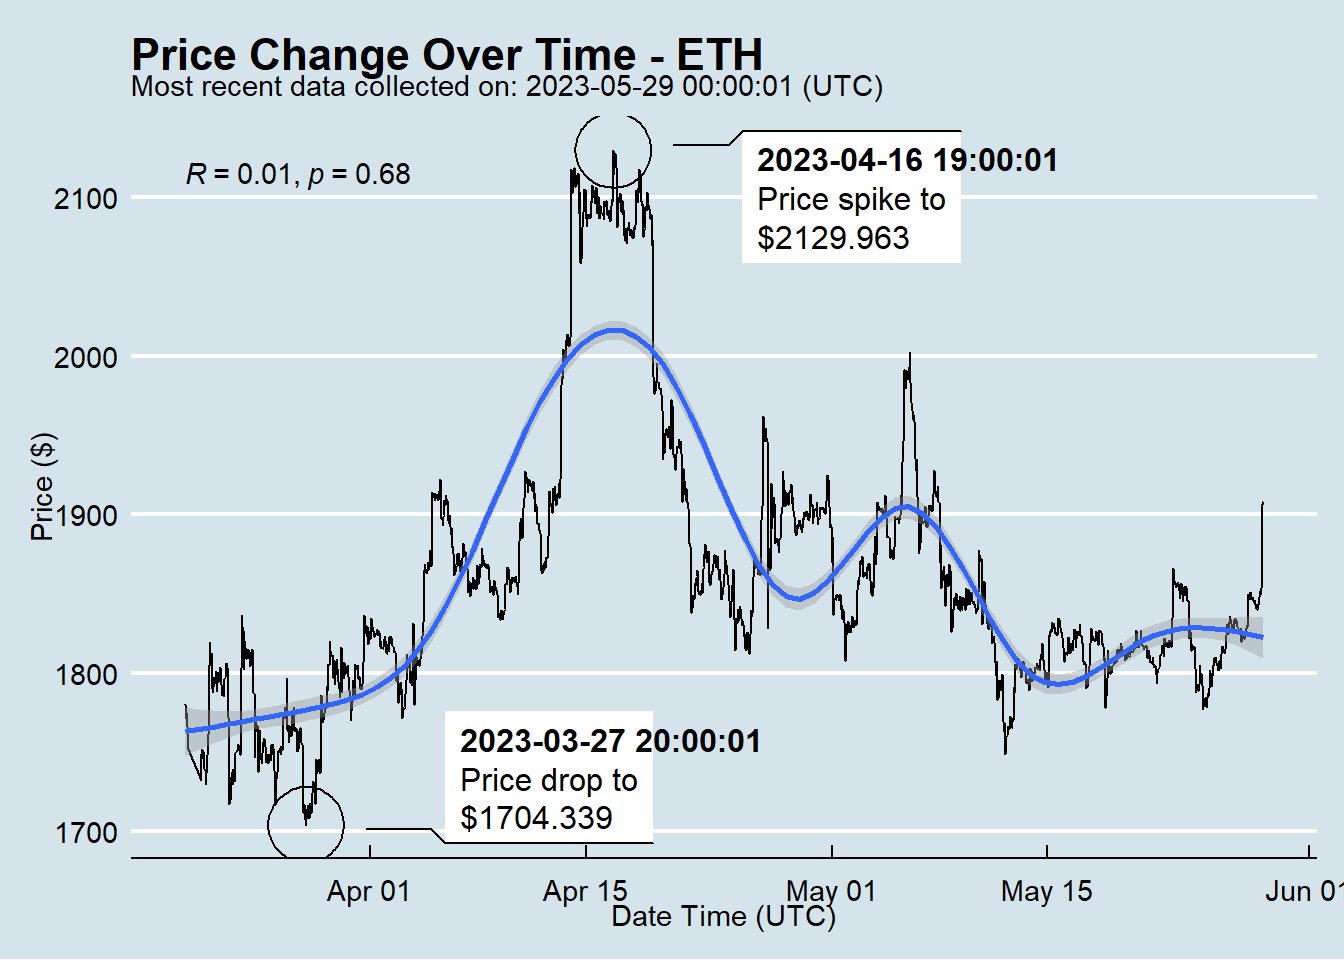 Price Change Over Time - ETH
Most recent data collected on: 2023-05-29 00:00:01 (UTC)
R = 0.01, p = 0.68
2023-04-16 19:00:01
Price spike to
$2129.963
2100
2000
1900
1800
1700
Price ($)
2023-03-27 20:00:01
Price drop to
$1704.339
Apr 01
Apr 15
May 01
May 15
Jun 01
Date Time (UTC)